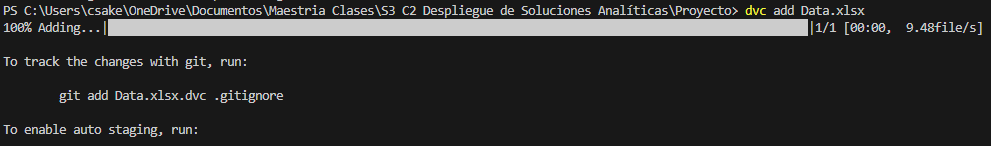 PS C:\Users\csake\OneDrive\Documentos\Maestria Clases\S3 C2 Despliegue de Soluciones Analíticas\Proyecto> dvc add Data.xlsx
100% Adding...|1/1 [00:00,  9.48file/s]
To track the changes with git, run:
git add Data.xlsx.dvc .gitignore
To enable auto staging, run: